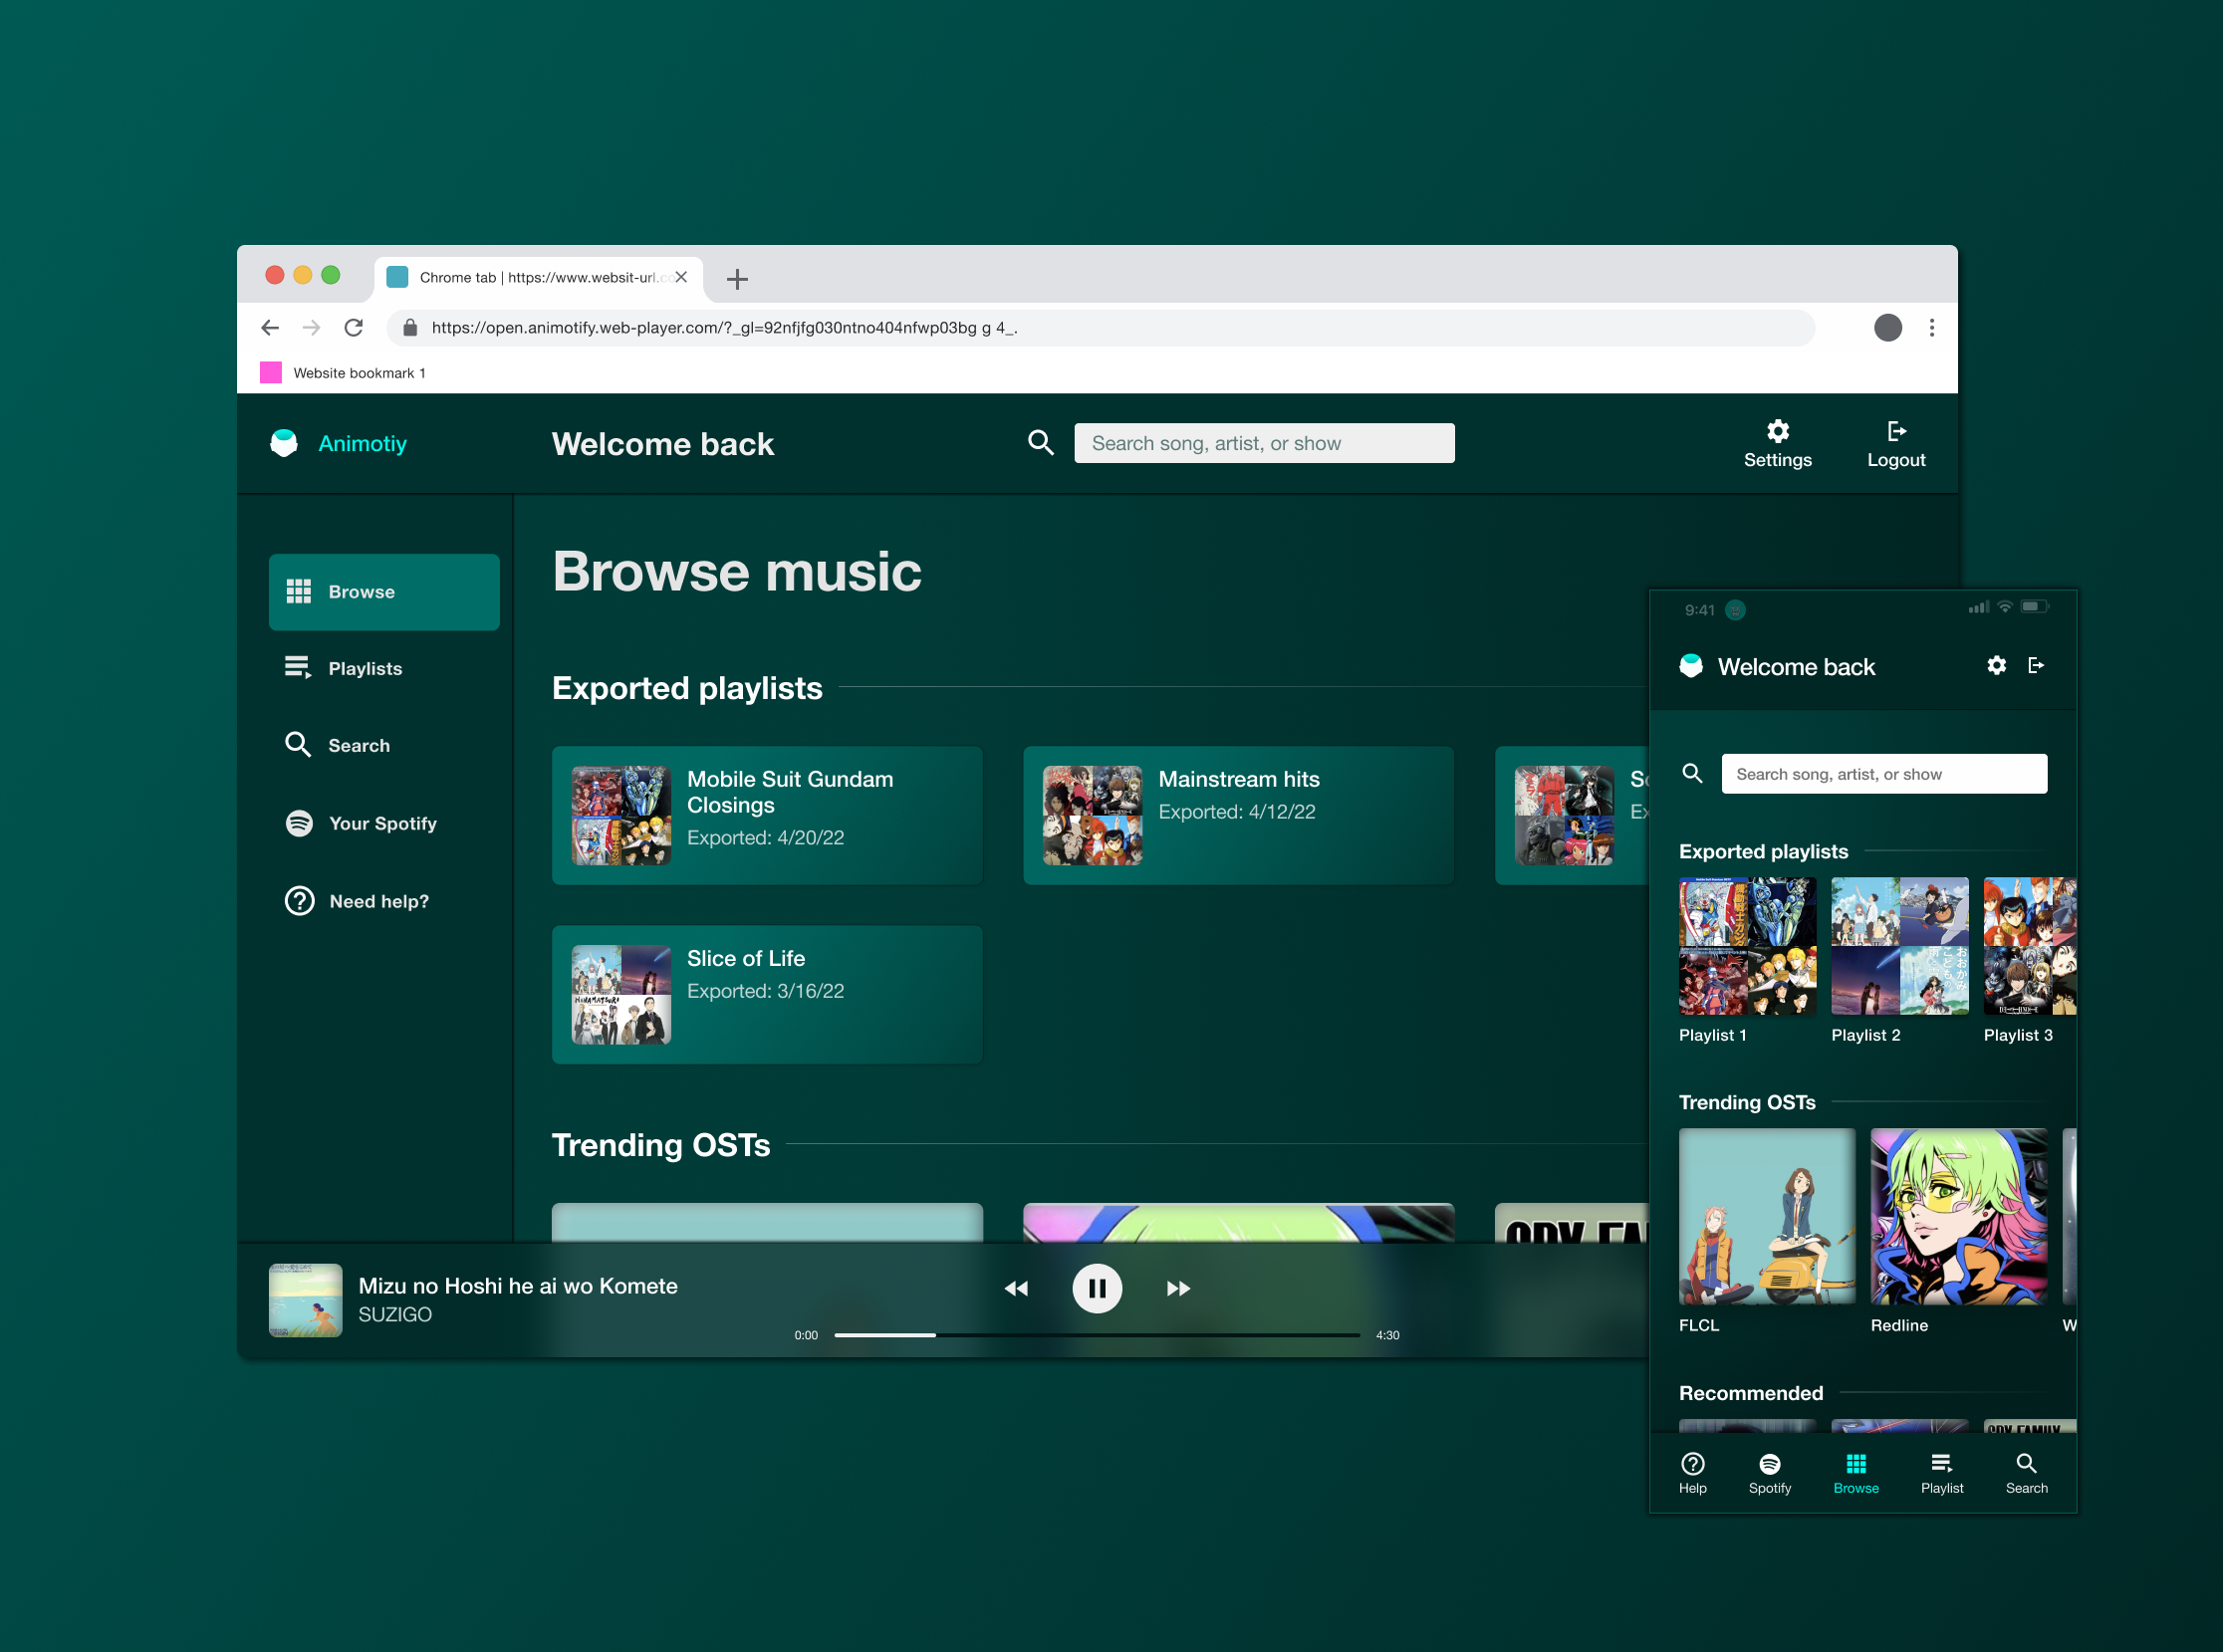 Chrome tab | https://www.websit-url.co
https://open.animotify.web-player.com/?_gl=92nfjfg030ntno404nfwp03bg g 4_.
Website bookmark 1
Animotiy
Welcome back
Search song, artist, or show
Settings
Logout
Browse
Playlists
Search
Your Spotify
Need help?
Browse music
Exported playlists
Mobile Suit Gundam
Closings
Exported: 4/20/22
Mainstream hits
Exported: 4/12/22
Slice of Life
Exported: 3/16/22
Trending OSTs
Mizu no Hoshi he ai wo Komete
SUZIGO
0:00
4:30
9:41
Welcome back
Search song, artist, or show
Exported playlists
Playlist 1
Playlist 2
Playlist 3
Trending OSTs
FLCL
Redline
W
Recommended
Help
Spotify
Browse
Playlist
Search